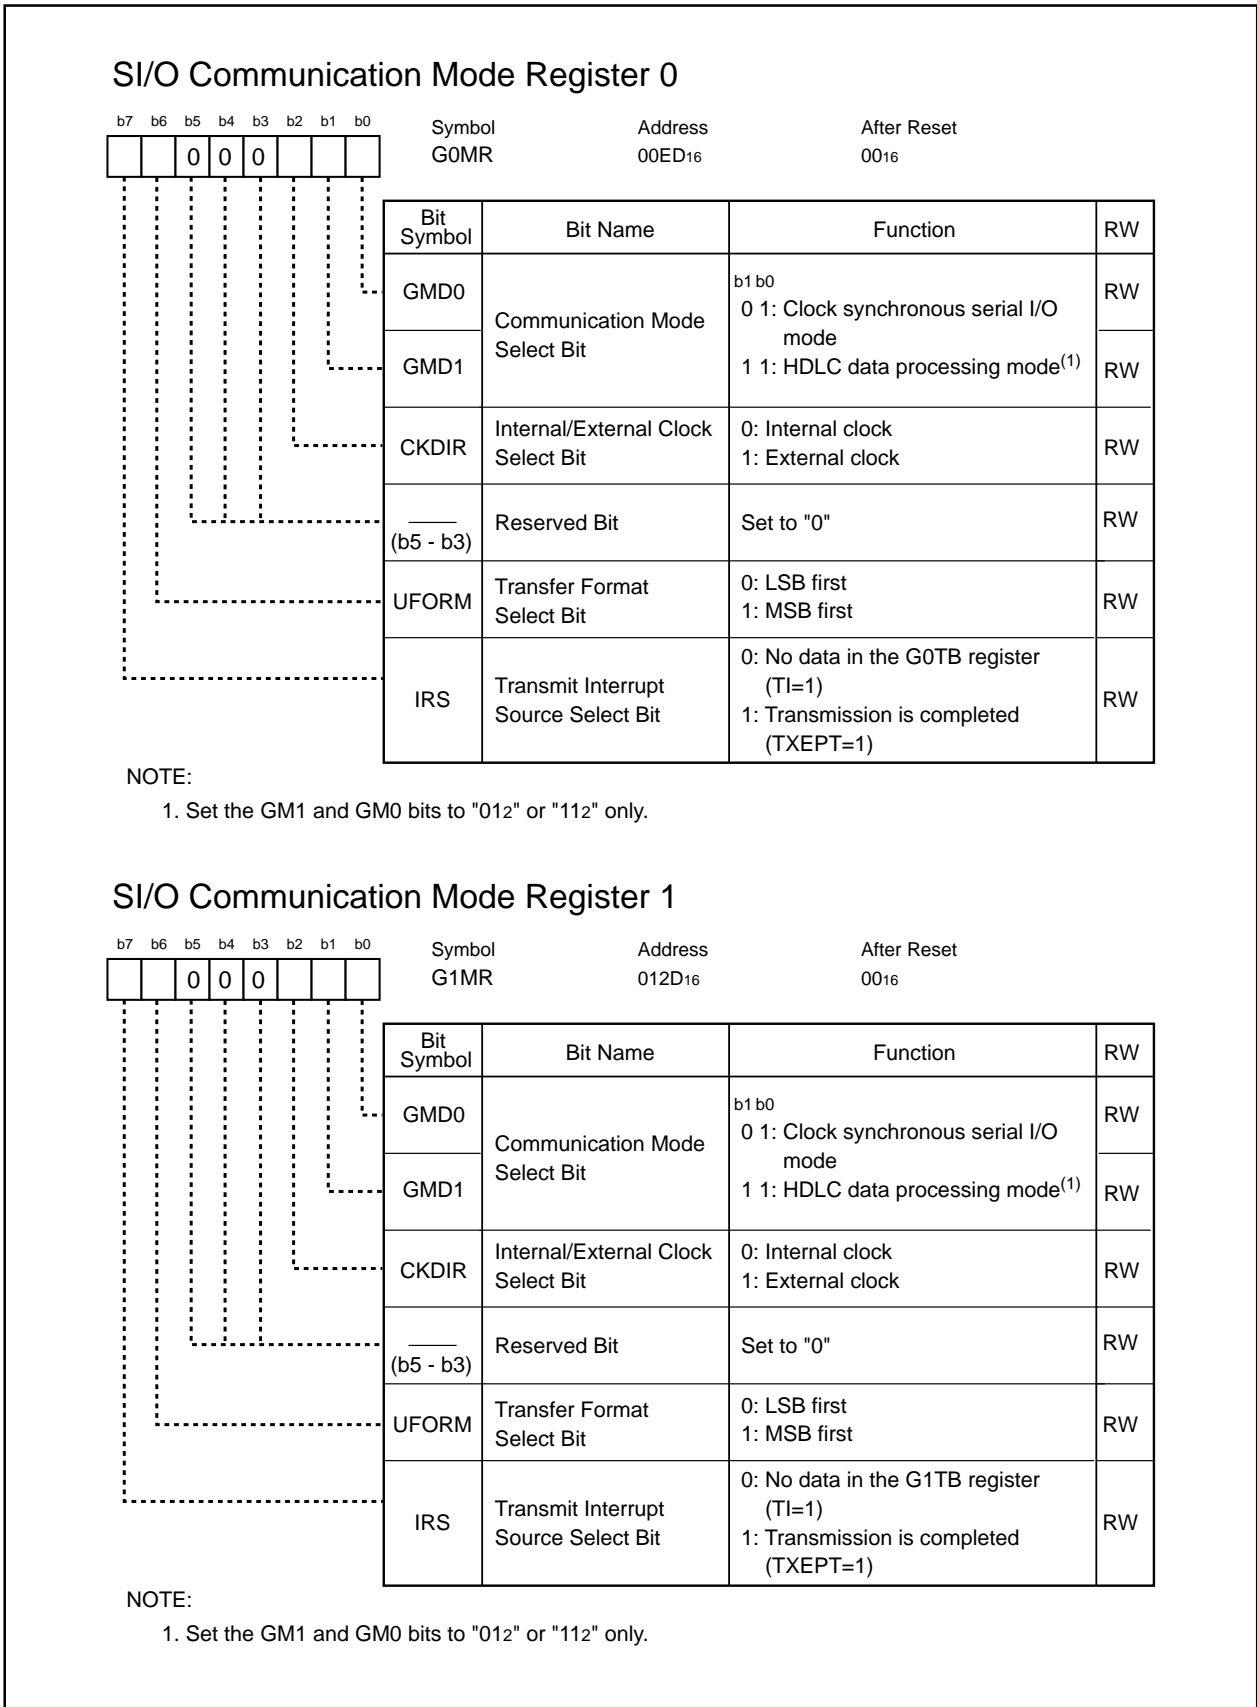 SI/O Communication Mode Register 0
b7 b6 b5 b4 b3 b2 b1 b0
0 0 0
Symbol Address After Reset
G0MR 00ED16 0016
Bit Symbol Bit Name Function RW
GMD0 RW
GMD1 RW
Communication Mode
Select Bit
b1 b0
0 1: Clock synchronous serial I/O
mode
1 1: HDLC data processing mode(1)
CKDIR
Internal/External Clock
Select Bit
0: Internal clock
1: External clock
RW
(b5 - b3)
Reserved Bit
Set to "0"
RW
UFORM
Transfer Format
Select Bit
0: LSB first
1: MSB first
RW
IRS
Transmit Interrupt
Source Select Bit
0: No data in the G0TB register
(TI=1)
1: Transmission is completed
(TXEPT=1)
RW
NOTE:
1. Set the GM1 and GM0 bits to "012" or "112" only.
SI/O Communication Mode Register 1
b7 b6 b5 b4 b3 b2 b1 b0
0 0 0
Symbol Address After Reset
G1MR 012D16 0016
Bit Symbol Bit Name Function RW
GMD0 RW
GMD1 RW
Communication Mode
Select Bit
b1 b0
0 1: Clock synchronous serial I/O
mode
1 1: HDLC data processing mode(1)
CKDIR
Internal/External Clock
Select Bit
0: Internal clock
1: External clock
RW
(b5 - b3)
Reserved Bit
Set to "0"
RW
UFORM
Transfer Format
Select Bit
0: LSB first
1: MSB first
RW
IRS
Transmit Interrupt
Source Select Bit
0: No data in the G1TB register
(TI=1)
1: Transmission is completed
(TXEPT=1)
RW
NOTE:
1. Set the GM1 and GM0 bits to "012" or "112" only.